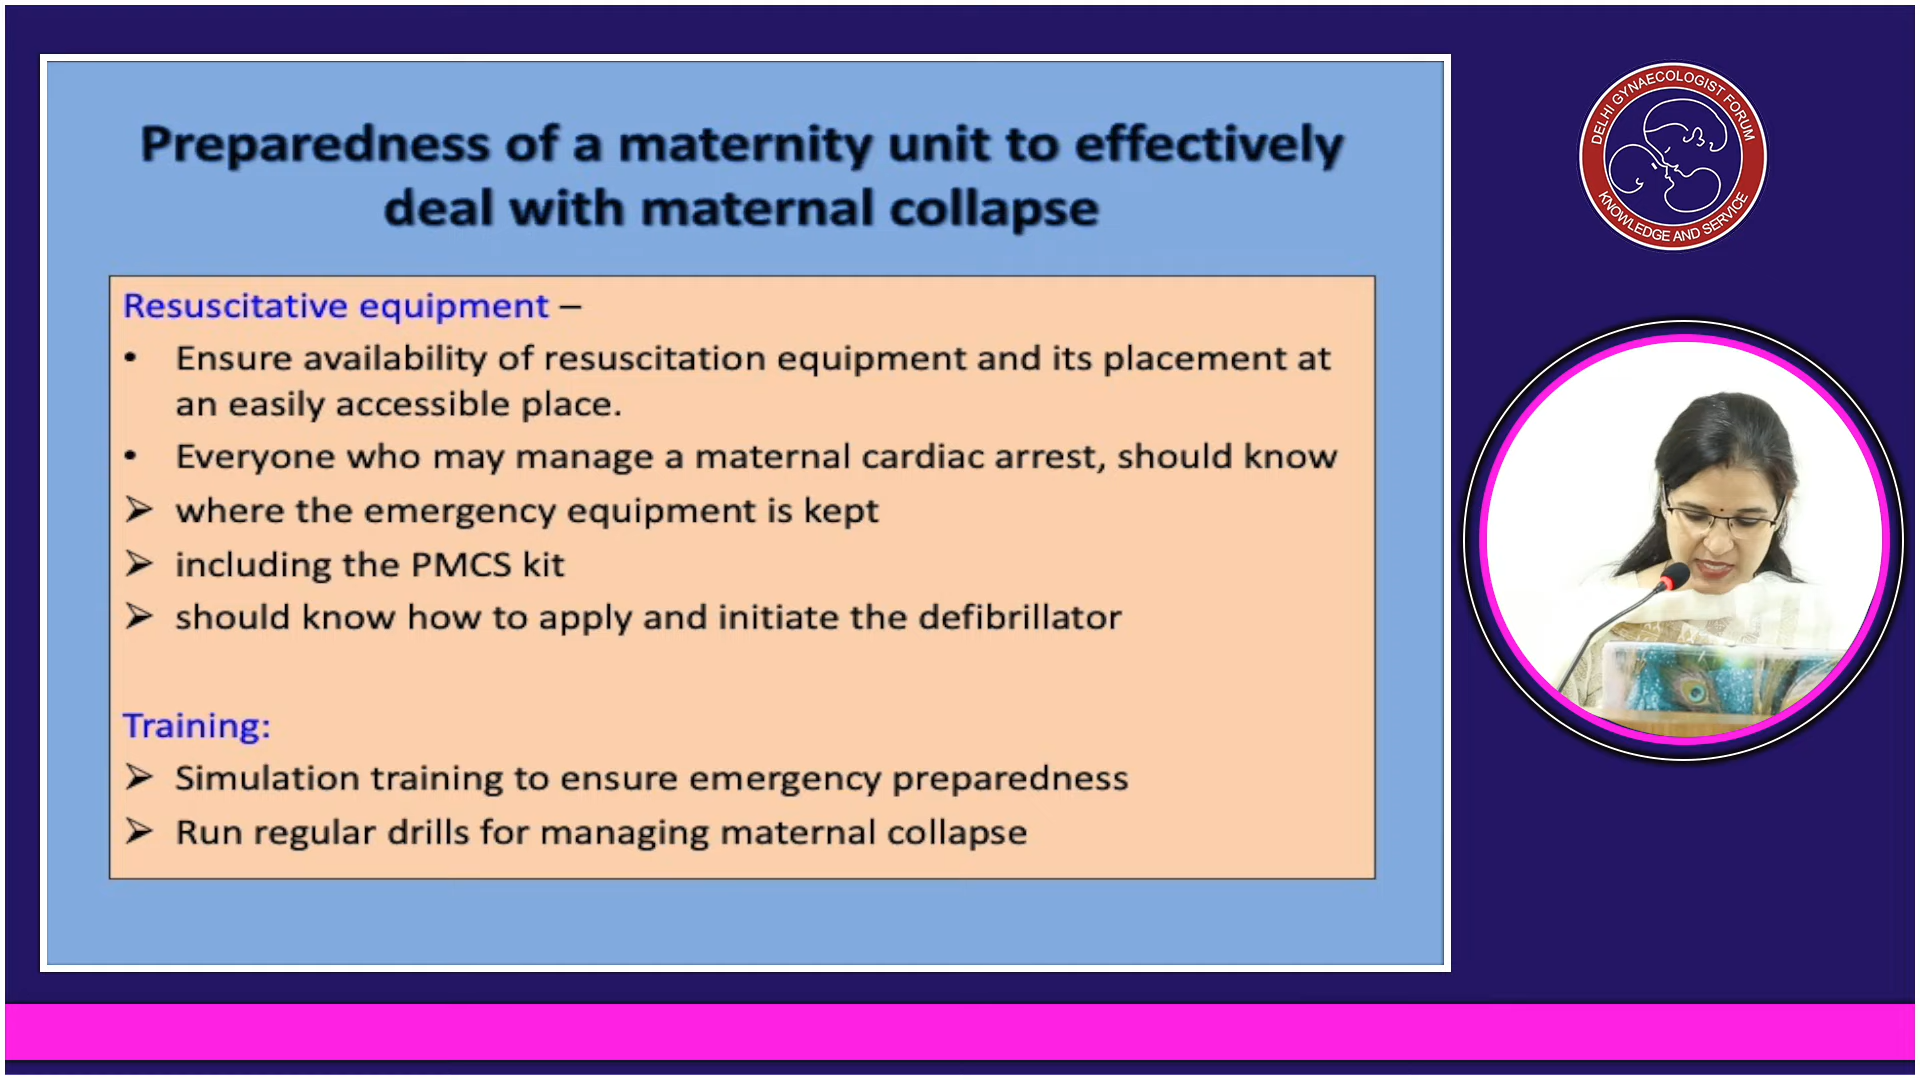 Preparedness of a maternity unit to effectively
deal with maternal collapse
Resuscitative equipment –
• Ensure availability of resuscitation equipment and its placement at
an easily accessible place.
• Everyone who may manage a maternal cardiac arrest, should know
➢ where the emergency equipment is kept
➢ including the PMCS kit
➢ should know how to apply and initiate the defibrillator
Training:
➢ Simulation training to ensure emergency preparedness
➢ Run regular drills for managing maternal collapse
DELHI GYNAECOLOGIST FORUM
KNOWLEDGE AND SERVICE